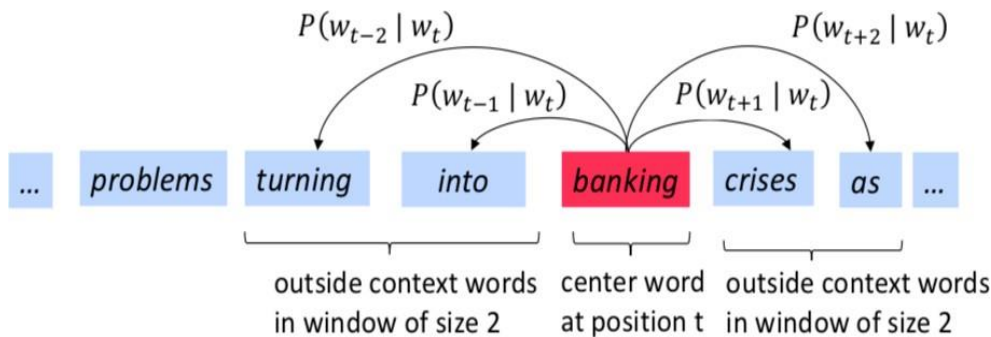 P(w_{t-2} | w_t) P(w_{t+2} | w_t)
P(w_{t-1} | w_t) P(w_{t+1} | w_t)
... problems turning into banking crises as ...
outside context words center word outside context words
in window of size 2 at position t in window of size 2